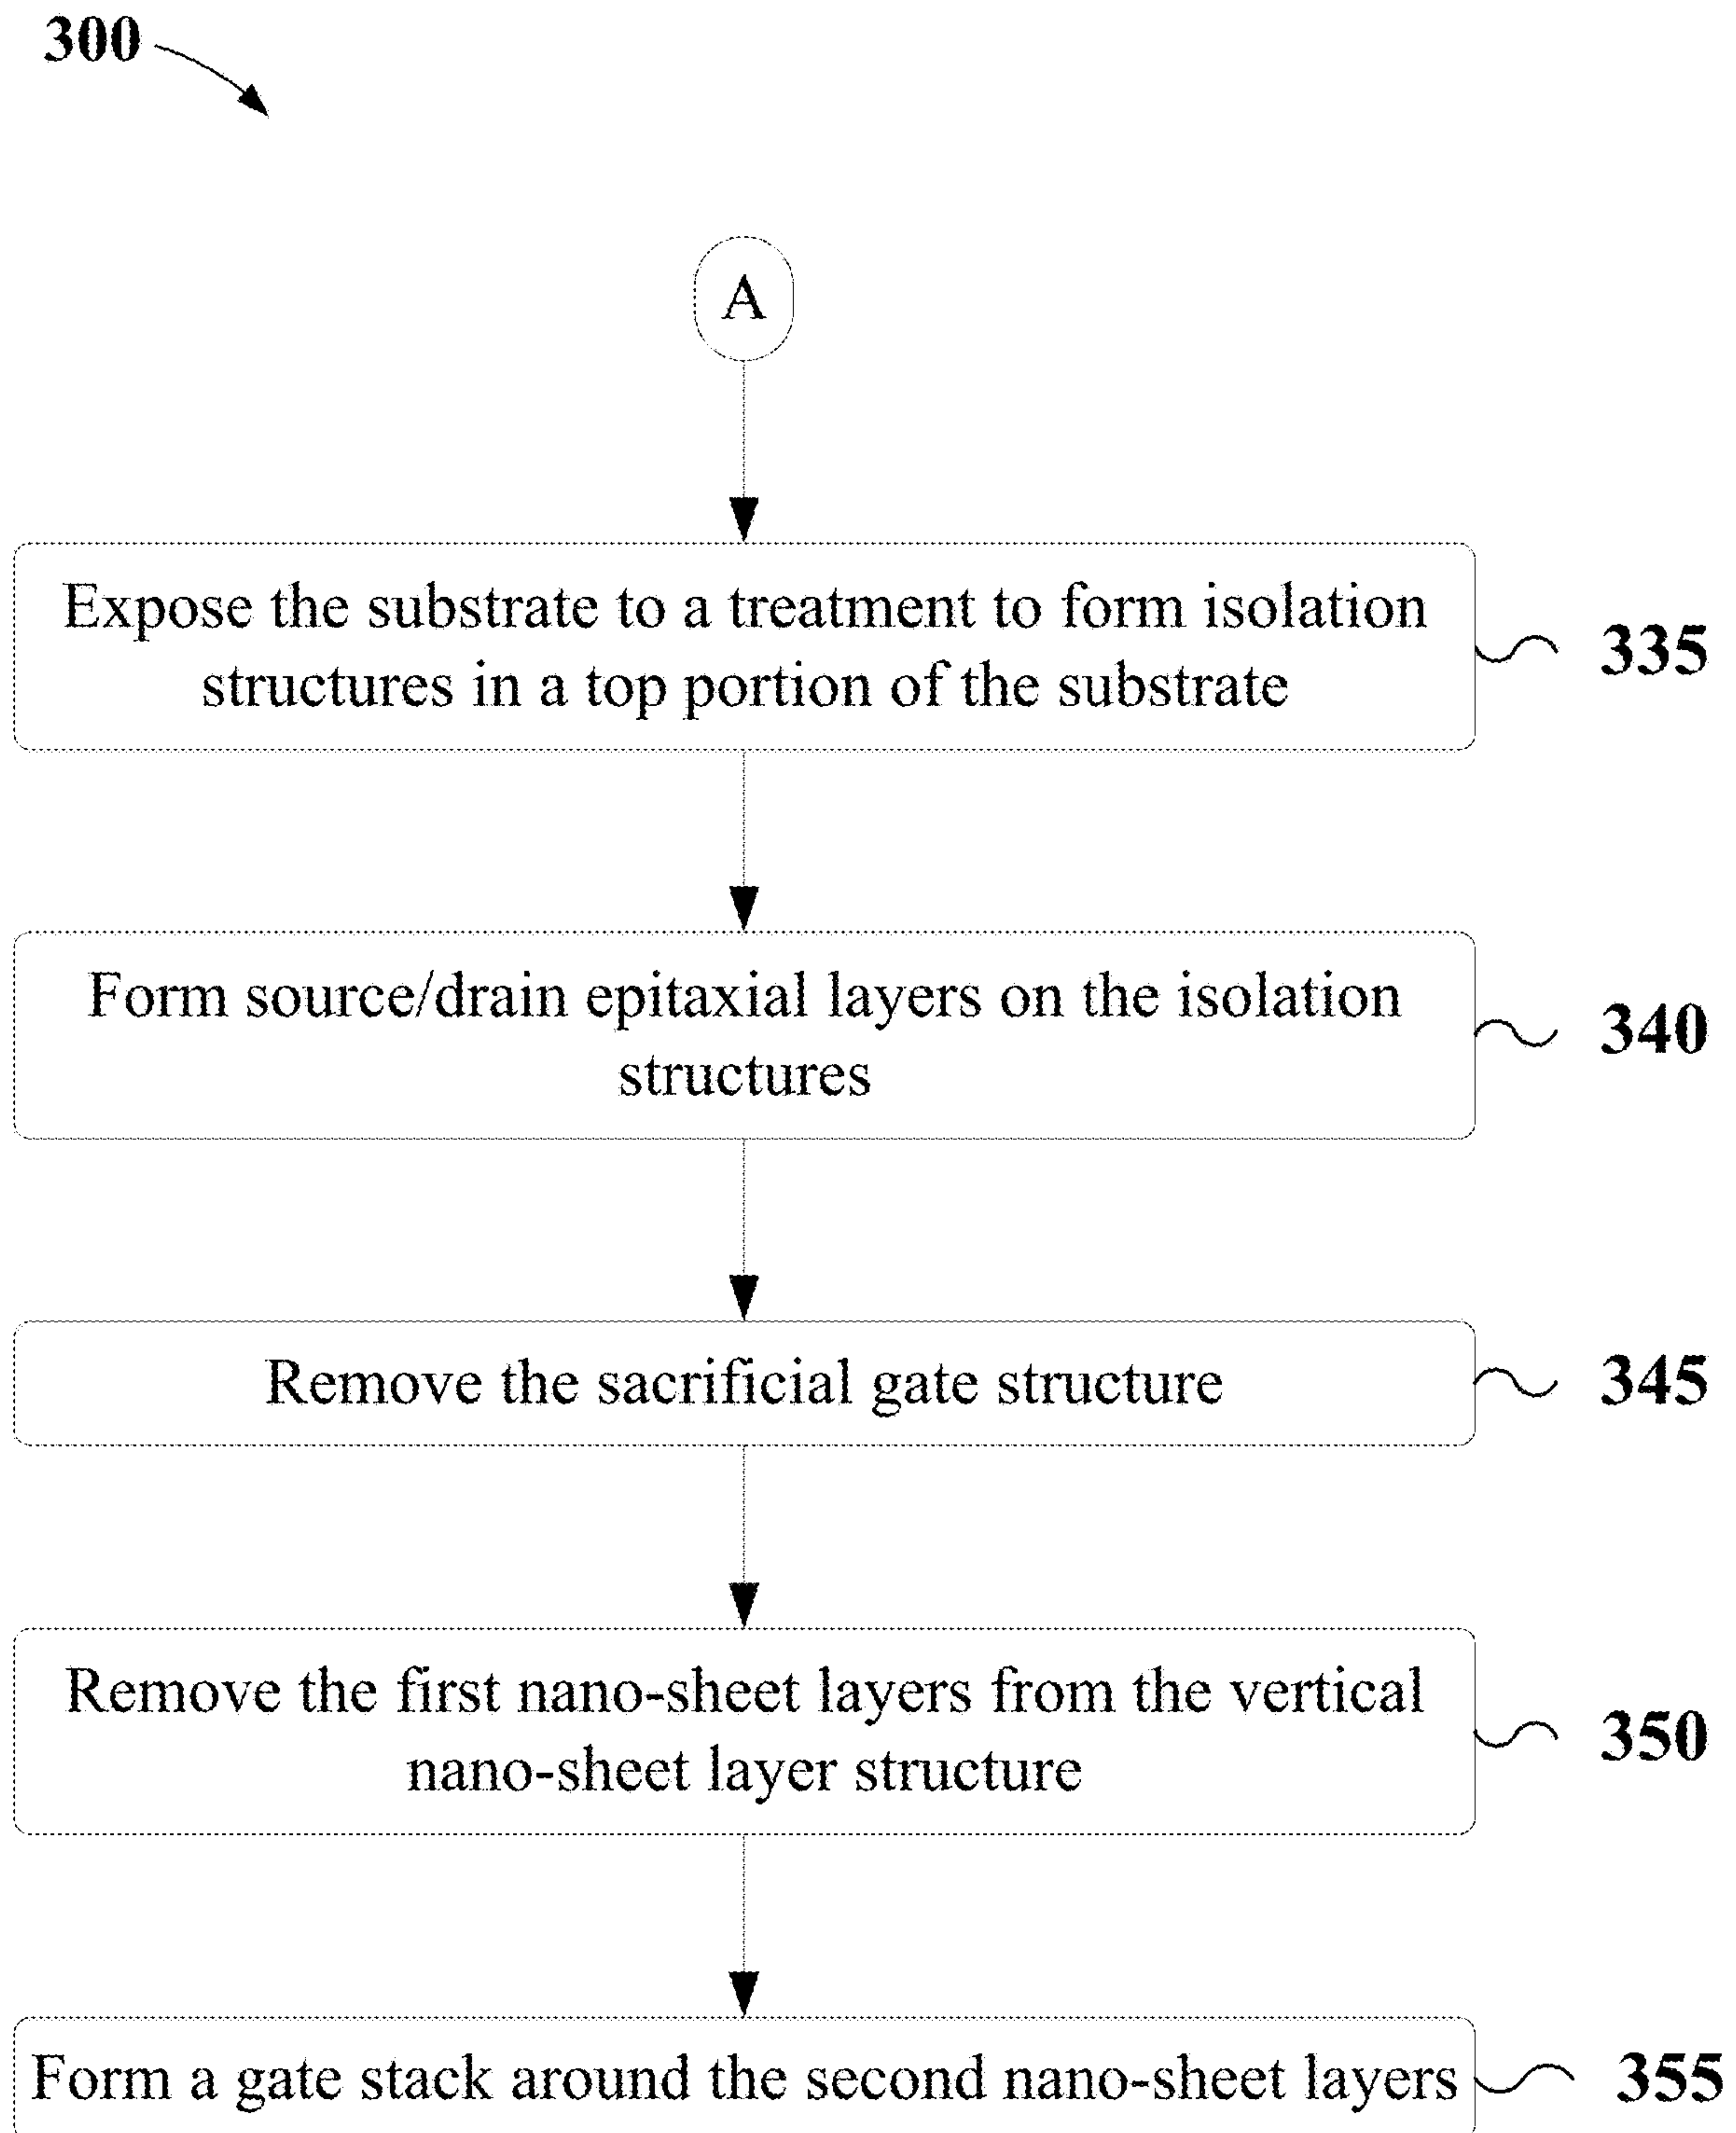 300
A
Expose the substrate to a treatment to form isolation
structures in a top portion of the substrate
335
Form source/drain epitaxial layers on the isolation
structures
340
Remove the sacrificial gate structure
345
Remove the first nano-sheet layers from the vertical
nano-sheet layer structure
350
Form a gate stack around the second nano-sheet layers
355